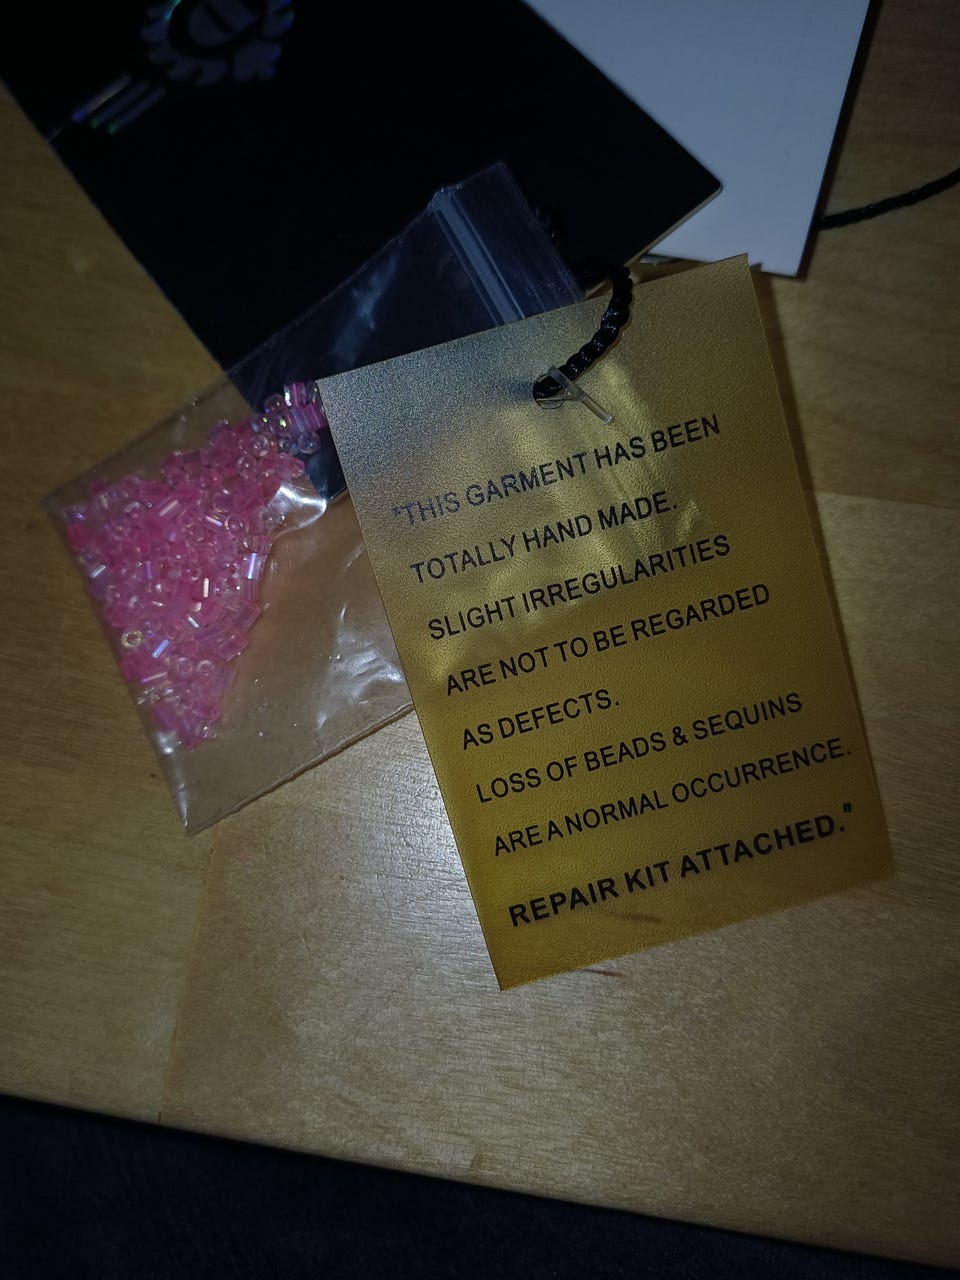 "THIS GARMENT HAS BEEN
TOTALLY HAND MADE.
SLIGHT IRREGULARITIES
ARE NOT TO BE REGARDED
AS DEFECTS.
LOSS OF BEADS & SEQUINS
ARE A NORMAL OCCURRENCE.
REPAIR KIT ATTACHED."